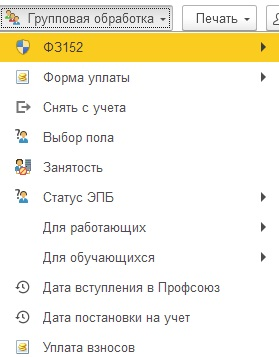 Групповая обработка
Печать
ФЗ152
Форма уплаты
Снять с учета
Выбор пола
Занятость
Статус ЭПБ
Для работающих
Для обучающихся
Дата вступления в Профсоюз
Дата постановки на учет
Уплата взносов